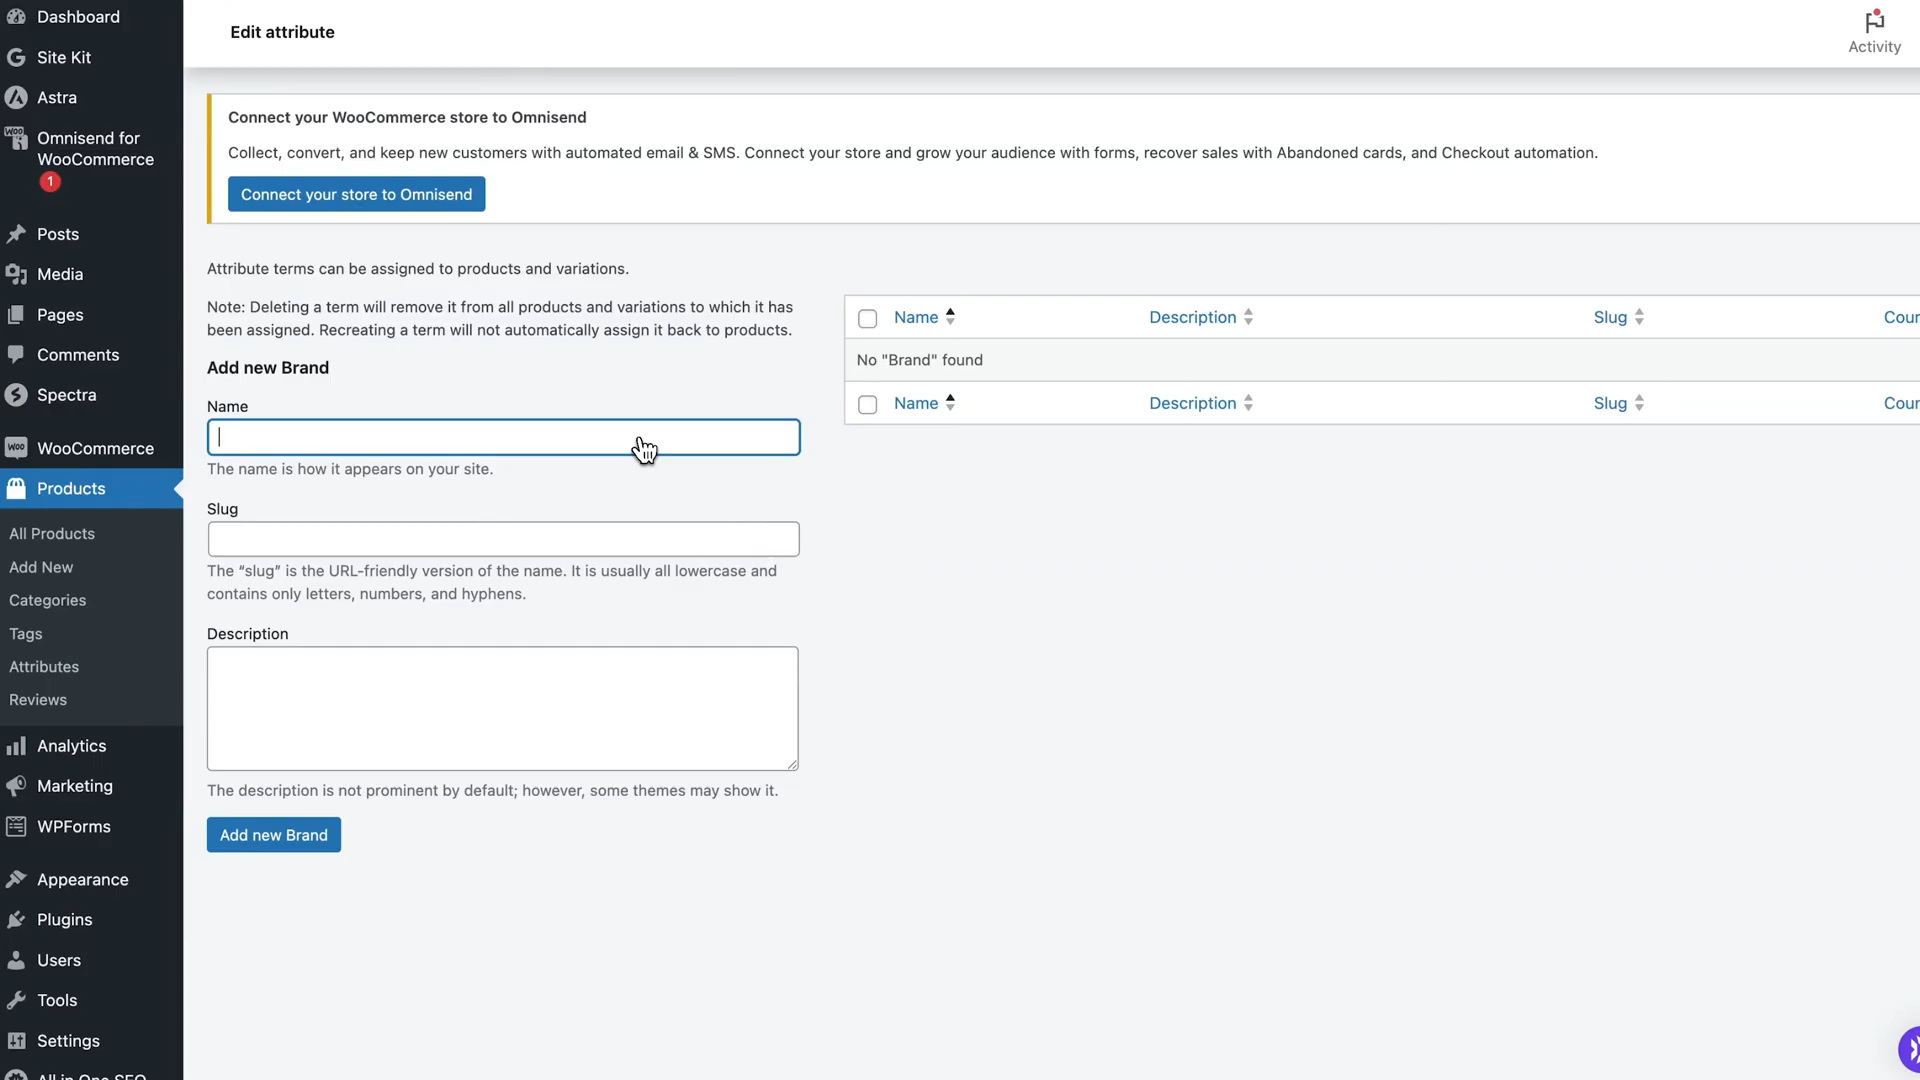 Dashboard
Site Kit
Astra
Omnisend for
WooCommerce
1
Posts
Media
Pages
Comments
Spectra
WooCommerce
Products
All Products
Add New
Categories
Tags
Attributes
Reviews
Analytics
Marketing
WPForms
Appearance
Plugins
Users
Tools
Settings
All in One SEO
Edit attribute
Activity
Connect your WooCommerce store to Omnisend
Collect, convert, and keep new customers with automated email & SMS. Connect your store and grow your audience with forms, recover sales with Abandoned cards, and Checkout automation.
Connect your store to Omnisend
Attribute terms can be assigned to products and variations.
Note: Deleting a term will remove it from all products and variations to which it has
been assigned. Recreating a term will not automatically assign it back to products.
Add new Brand
Name
The name is how it appears on your site.
Slug
The “slug” is the URL-friendly version of the name. It is usually all lowercase and
contains only letters, numbers, and hyphens.
Description
The description is not prominent by default; however, some themes may show it.
Add new Brand
Name Description Slug Cour
No "Brand" found
Name Description Slug Cour